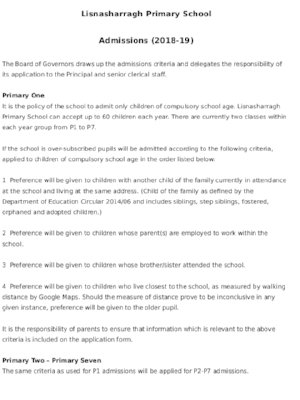 Lisnasharragh Primary School
Admissions (2018-19)
The Board of Governors draws up the admissions criteria and delegates the responsibility of
its application to the Principal and senior clerical staff.
Primary One
It is the policy of the school to admit only children of compulsory school age. Lisnasharragh
Primary School can accept up to 60 children each year. There are currently two classes within
each year group from P1 to P7.
If the school is over-subscribed pupils will be admitted according to the following criteria,
applied to children of compulsory school age in the order listed below.
1 Preference will be given to children with another child of the family currently in attendance
at the school and living at the same address. (Child of the family as defined by the
Department of Education Circular 2014/06 and includes siblings, step siblings, fostered,
orphaned and adopted children.)
2 Preference will be given to children whose parent(s) are employed to work within the
school.
3 Preference will be given to children whose brother/sister attended the school.
4 Preference will be given to children who live closest to the school, as measured by walking
distance by Google Maps. Should the measure of distance prove to be inconclusive in any
given instance, preference will be given to the older pupil.
It is the responsibility of parents to ensure that information which is relevant to the above
criteria is included on the application form.
Primary Two – Primary Seven
The same criteria as used for P1 admissions will be applied for P2-P7 admissions.